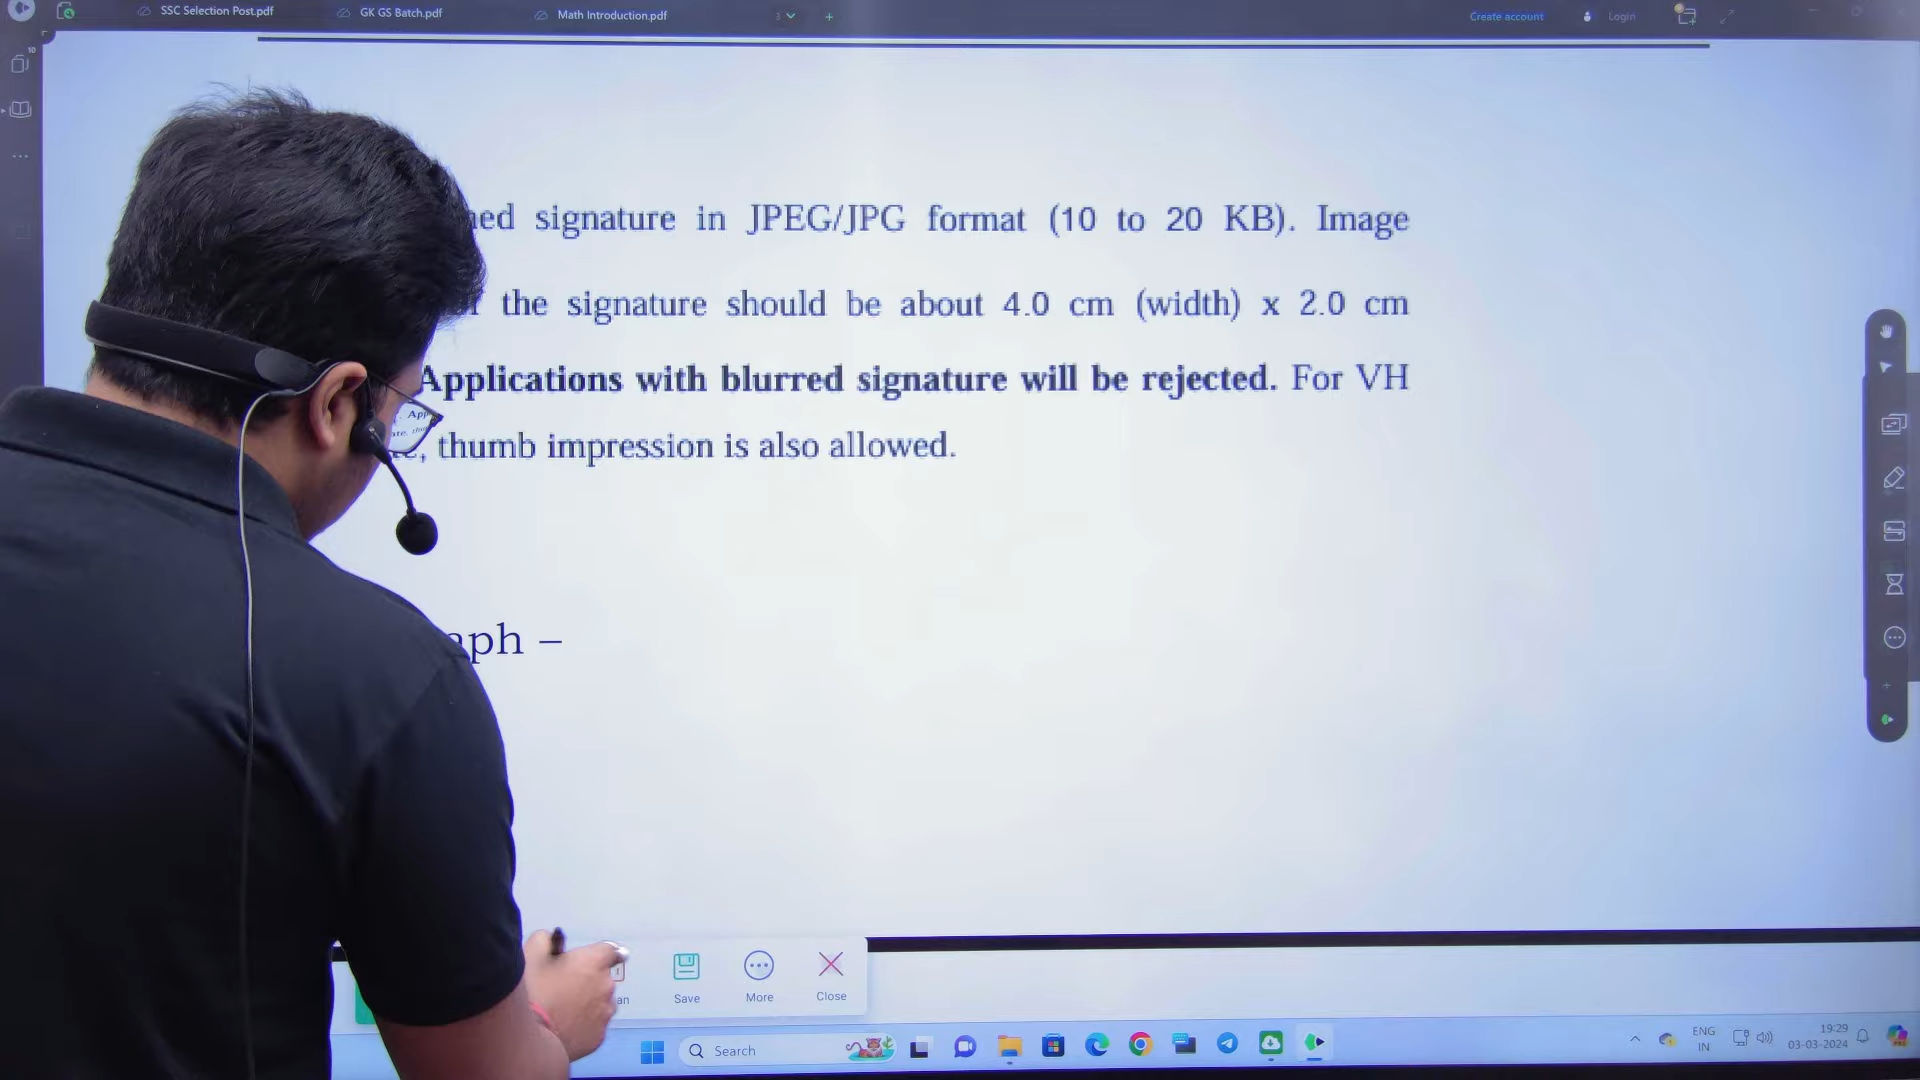 SSC Selection Post.pdf
GK GS Batch.pdf
Math Introduction.pdf
3
Create account
Login
10
signature in JPEG/JPG format (10 to 20 KB). Image
the signature should be about 4.0 cm (width) x 2.0 cm
Applications with blurred signature will be rejected. For VH
thumb impression is also allowed.
aph –
Save
More
Close
Search
ENG
IN
19:29
03-03-2024